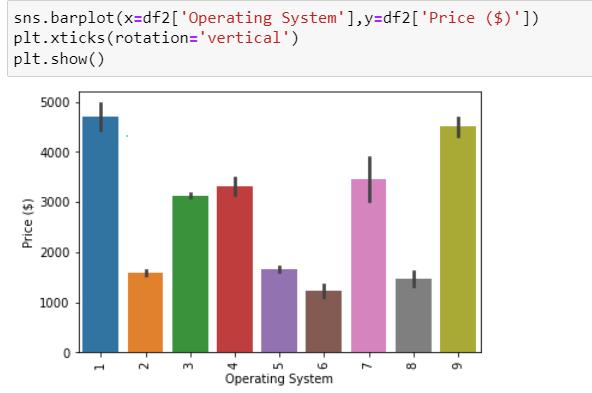 sns.barplot(x=df2['Operating System'],y=df2['Price ($)'])
plt.xticks(rotation='vertical')
plt.show()
5000
4000
3000
2000
1000
0
Price ($)
1 2 3 4 5 6 7 8 9
Operating System